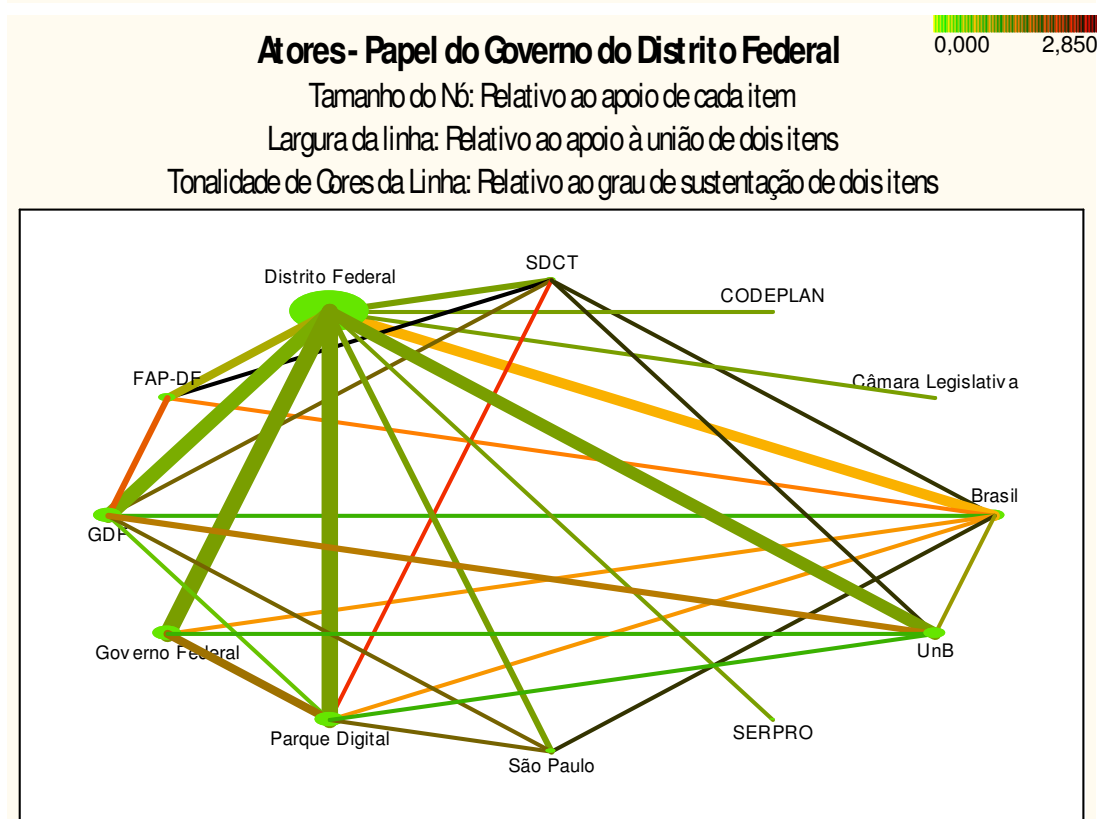 0,000 2,850
Atores - Papel do Governo do Distrito Federal
Tamanho do Nó: Relativo ao apoio de cada item
Largura da linha: Relativo ao apoio à união de dois itens
Tonalidade de Cores da Linha: Relativo ao grau de sustentação de dois itens
SDCT
Distrito Federal
CODEPLAN
FAP-DF
Câmara Legislativa
Brasil
GDF
Governo Federal
UnB
Parque Digital
SERPRO
São Paulo